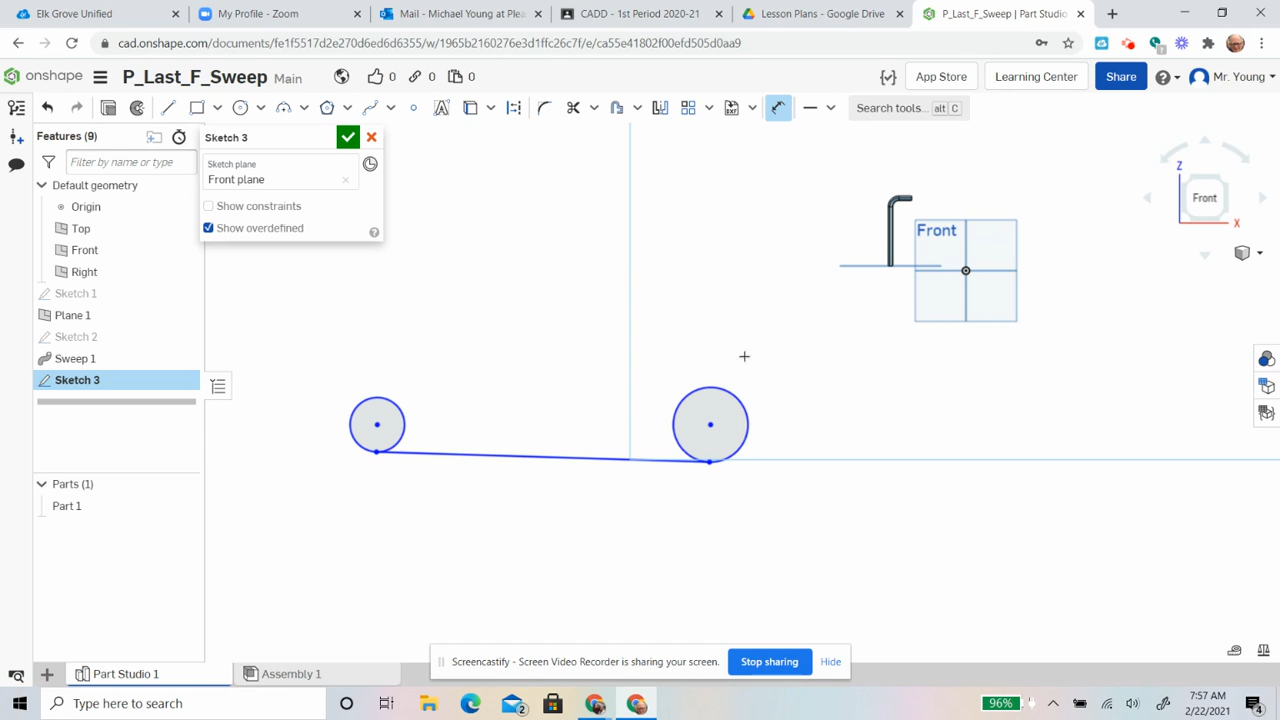 Elk Grove Unified
My Profile - Zoom
Mail - Michael Young at Plea
CADD - 1st Period 2020-21
Lesson Plans - Google Drive
P_Last_F_Sweep | Part Studio
cad.onshape.com/documents/fe1f5517d2e270d6ed6d6355/w/1965b2160276e3d1ffc26c7f/e/ca55e41802f00efd505d0aa9
onshape
P_Last_F_Sweep Main
0
0
0
App Store
Learning Center
Share
Mr. Young
Search tools... alt C
Features (9)
Filter by name or type
Default geometry
Origin
Top
Front
Right
Sketch 1
Plane 1
Sketch 2
Sweep 1
Sketch 3
Parts (1)
Part 1
Sketch 3
Sketch plane
Front plane
Show constraints
Show overdefined
Front
Z
Front
X
Screencastify - Screen Video Recorder is sharing your screen.
Stop sharing
Hide
Part Studio 1
Assembly 1
Type here to search
2
96%
7:57 AM
2/22/2021
4